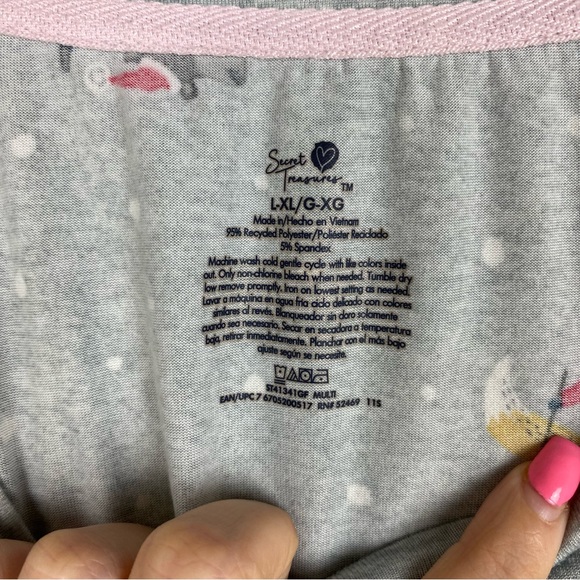 Secret
Treasures™
L-XL/G-XG
Made in/Hecho en Vietnam
95% Recycled Polyester/Poliéster Reciclado
5% Spandex
Machine wash cold gentle cycle with like colors inside
out. Only non-chlorine bleach when needed. Tumble dry
low remove promptly. Iron on lowest setting as needed.
Lavar a máquina en agua fría ciclo delicado con colores
similares al revés. Blanqueador sin cloro solamente
cuando sea necesario. Secar en secadora a temperatura
baja, retirar inmediatamente. Planchar con el más bajo
ajuste según se necesite.
ST41341GF MULTI
EAN/UPC 7 6705200517 RN# 52469 11S